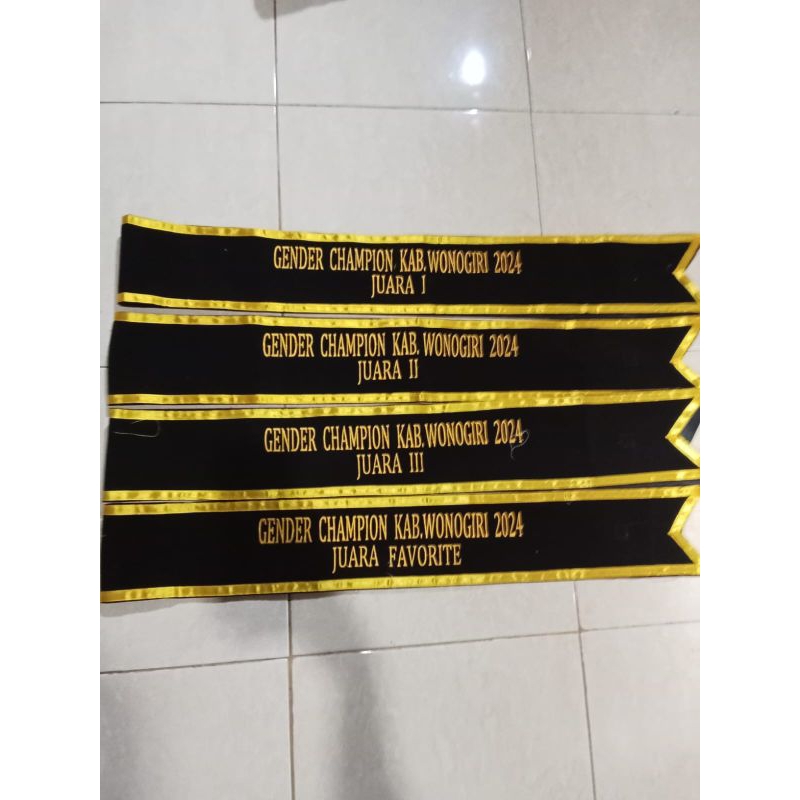 GENDER CHAMPION KAB.WONOGIRI 2024
JUARA I
GENDER CHAMPION KAB.WONOGIRI 2024
JUARA II
GENDER CHAMPION KAB.WONOGIRI 2024
JUARA III
GENDER CHAMPION KAB.WONOGIRI 2024
JUARA FAVORITE